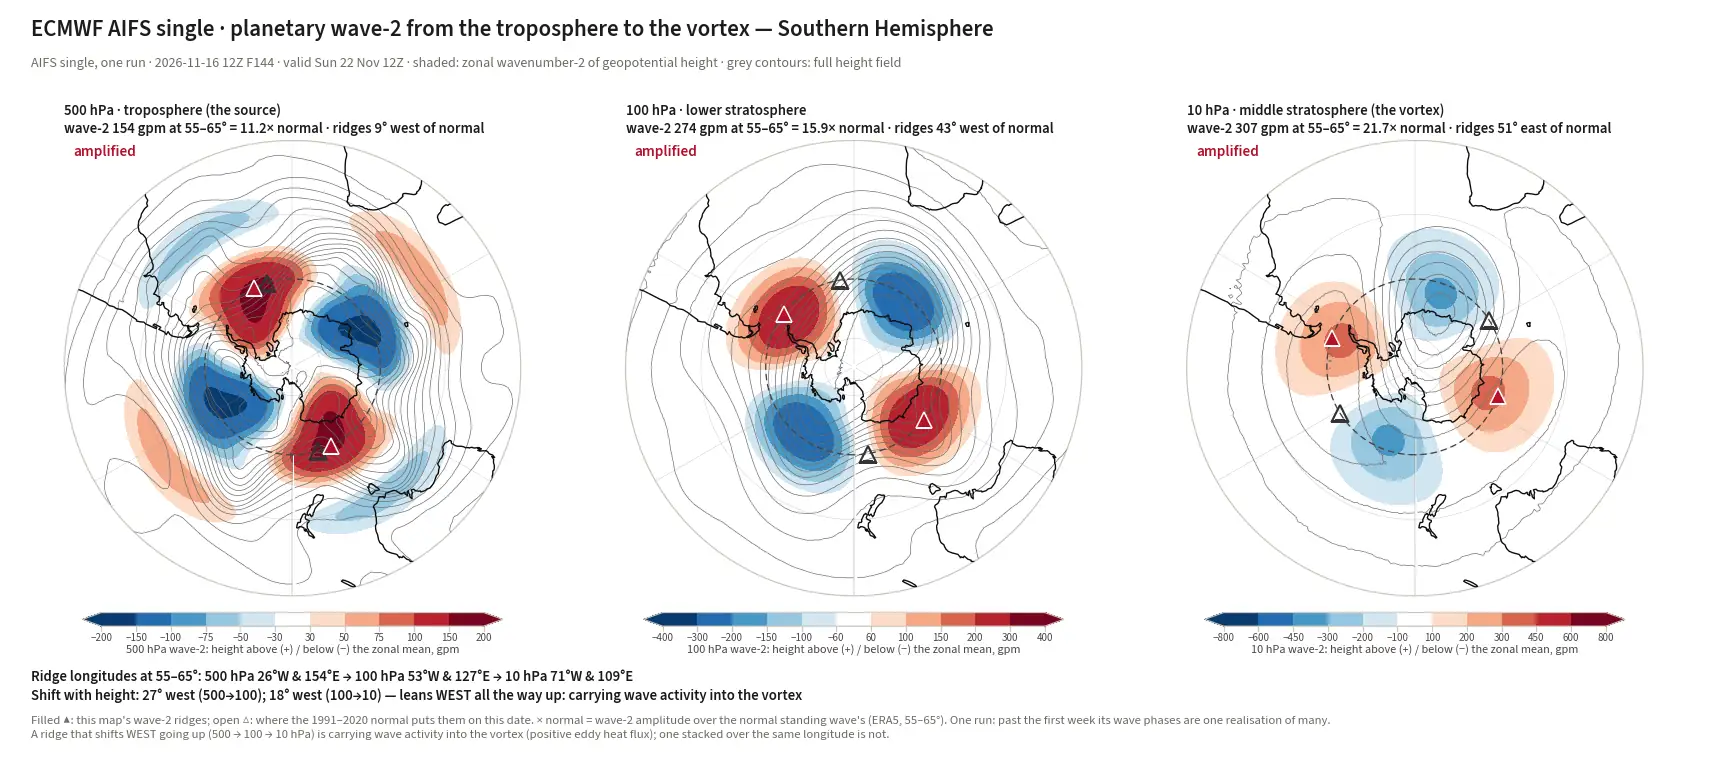 ECMWF AIFS single · planetary wave-2 from the troposphere to the vortex — Southern Hemisphere
AIFS single, one run · 2026-11-16 12Z F144 · valid Sun 22 Nov 12Z · shaded: zonal wavenumber-2 of geopotential height · grey contours: full height field
500 hPa · troposphere (the source)
wave-2 154 gpm at 55–65° = 11.2× normal · ridges 9° west of normal
amplified
100 hPa · lower stratosphere
wave-2 274 gpm at 55–65° = 15.9× normal · ridges 43° west of normal
amplified
10 hPa · middle stratosphere (the vortex)
wave-2 307 gpm at 55–65° = 21.7× normal · ridges 51° east of normal
amplified
−200 −150 −100 −75 −50 −30 30 50 75 100 150 200
500 hPa wave-2: height above (+) / below (−) the zonal mean, gpm
−400 −300 −200 −150 −100 −60 60 100 150 200 300 400
100 hPa wave-2: height above (+) / below (−) the zonal mean, gpm
−800 −600 −450 −300 −200 −100 100 200 300 450 600 800
10 hPa wave-2: height above (+) / below (−) the zonal mean, gpm
Ridge longitudes at 55–65°: 500 hPa 26°W & 154°E → 100 hPa 53°W & 127°E → 10 hPa 71°W & 109°E
Shift with height: 27° west (500→100); 18° west (100→10) — leans WEST all the way up: carrying wave activity into the vortex
Filled ▲: this map's wave-2 ridges; open △: where the 1991–2020 normal puts them on this date. × normal = wave-2 amplitude over the normal standing wave's (ERA5, 55–65°). One run: past the first week its wave phases are one realisation of many.
A ridge that shifts WEST going up (500 → 100 → 10 hPa) is carrying wave activity into the vortex (positive eddy heat flux); one stacked over the same longitude is not.